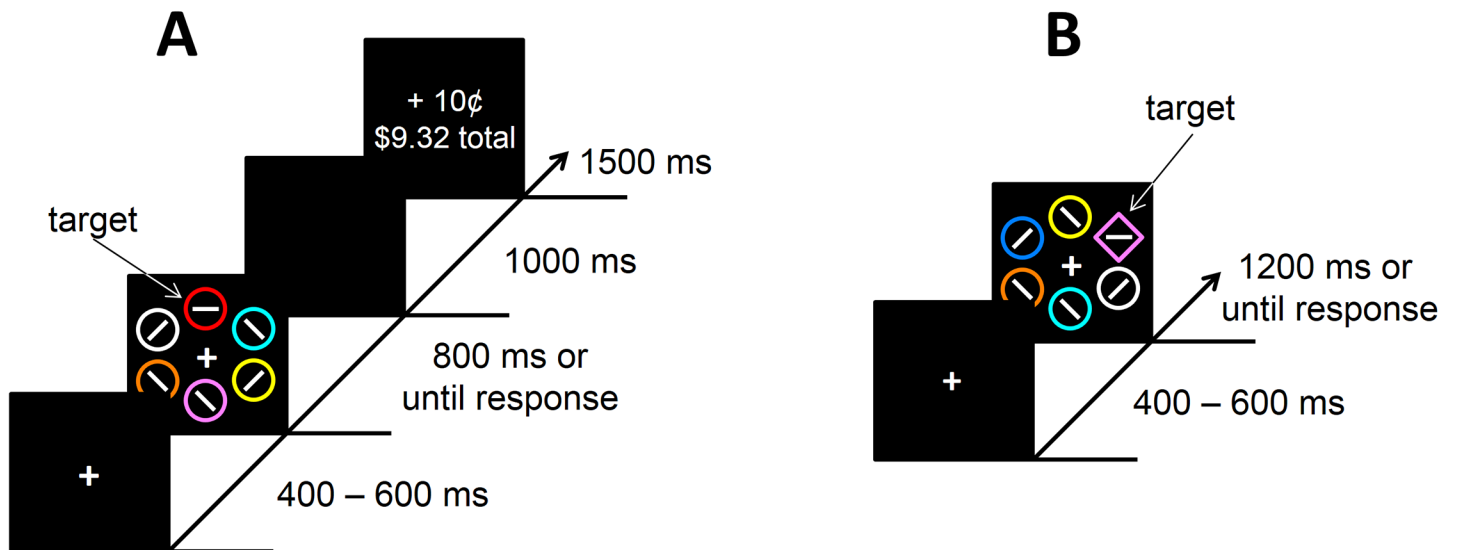 A
+ 10¢
$9.32 total
1500 ms
target
1000 ms
800 ms or
until response
+
+
400 – 600 ms
B
target
+
1200 ms or
until response
+
400 – 600 ms